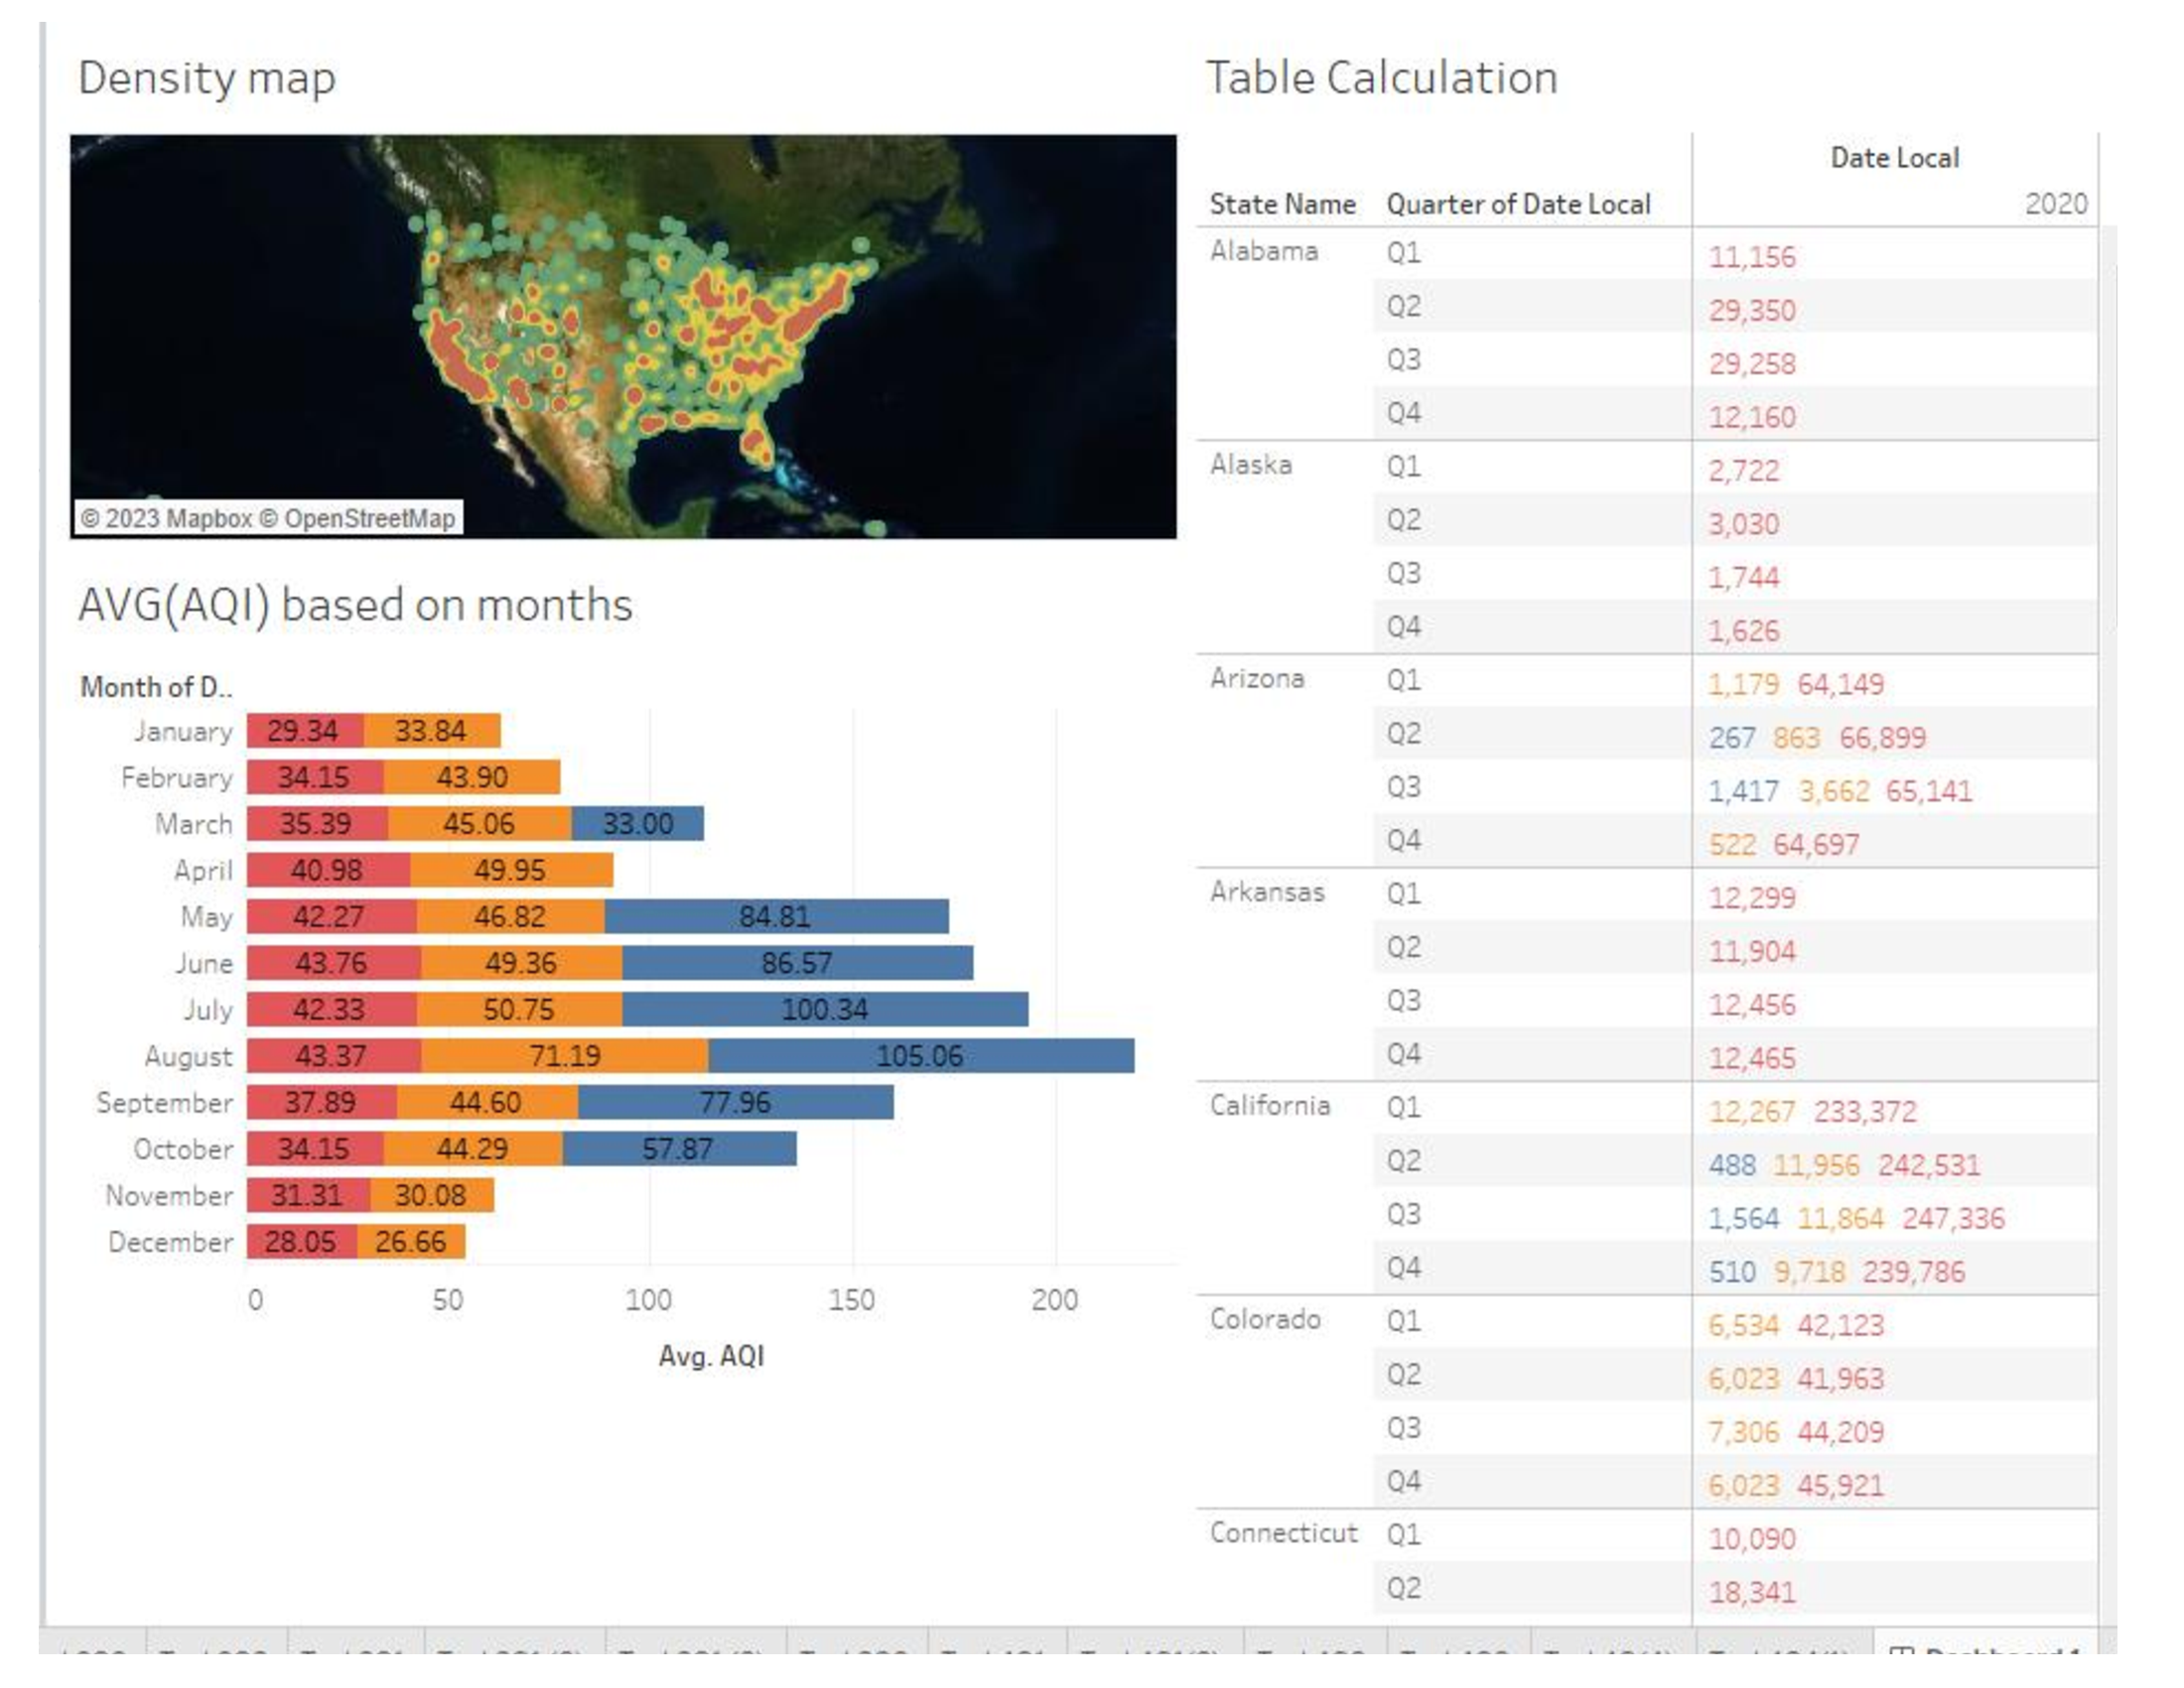 Density map
© 2023 Mapbox © OpenStreetMap
AVG(AQI) based on months
Month of D..
January 29.34 33.84
February 34.15 43.90
March 35.39 45.06 33.00
April 40.98 49.95
May 42.27 46.82 84.81
June 43.76 49.36 86.57
July 42.33 50.75 100.34
August 43.37 71.19 105.06
September 37.89 44.60 77.96
October 34.15 44.29 57.87
November 31.31 30.08
December 28.05 26.66
0 50 100 150 200
Avg. AQI
Table Calculation
Date Local
State Name Quarter of Date Local 2020
Alabama Q1 11,156
Q2 29,350
Q3 29,258
Q4 12,160
Alaska Q1 2,722
Q2 3,030
Q3 1,744
Q4 1,626
Arizona Q1 1,179 64,149
Q2 267 863 66,899
Q3 1,417 3,662 65,141
Q4 522 64,697
Arkansas Q1 12,299
Q2 11,904
Q3 12,456
Q4 12,465
California Q1 12,267 233,372
Q2 488 11,956 242,531
Q3 1,564 11,864 247,336
Q4 510 9,718 239,786
Colorado Q1 6,534 42,123
Q2 6,023 41,963
Q3 7,306 44,209
Q4 6,023 45,921
Connecticut Q1 10,090
Q2 18,341
Dashboard 1